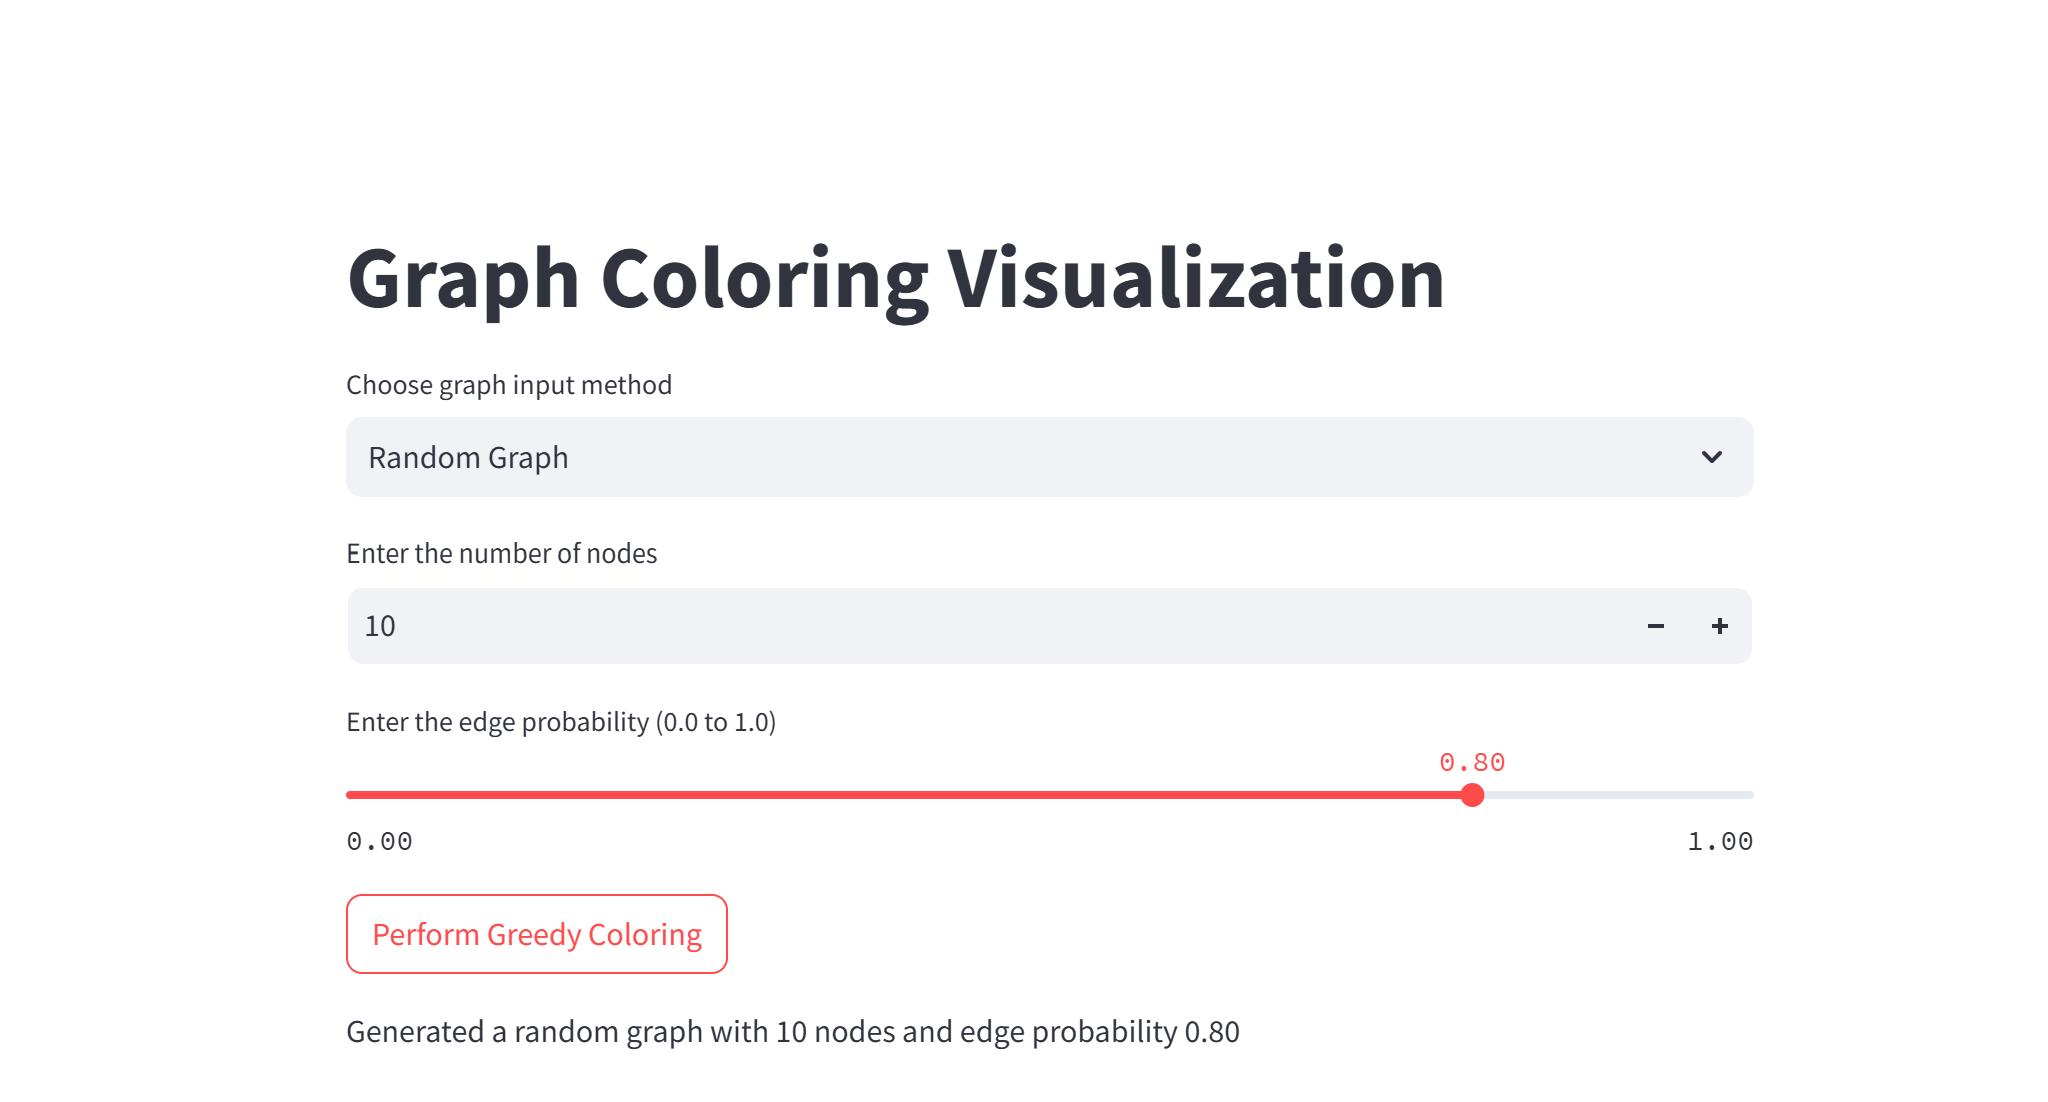 Graph Coloring Visualization
Choose graph input method
Random Graph
Enter the number of nodes
10
Enter the edge probability (0.0 to 1.0)
0.80
0.00 1.00
Perform Greedy Coloring
Generated a random graph with 10 nodes and edge probability 0.80